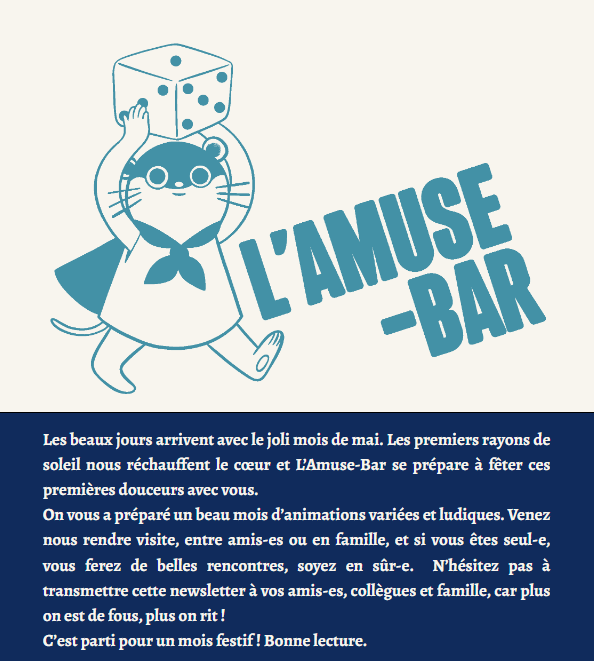 L'AMUSE
-BAR
Les beaux jours arrivent avec le joli mois de mai. Les premiers rayons de
soleil nous réchauffent le cœur et L'Amuse-Bar se prépare à fêter ces
premières douceurs avec vous.
On vous a préparé un beau mois d'animations variées et ludiques. Venez
nous rendre visite, entre amis-es ou en famille, et si vous êtes seul-e,
vous ferez de belles rencontres, soyez en sûr-e.  N'hésitez pas à
transmettre cette newsletter à vos amis-es, collègues et famille, car plus
on est de fous, plus on rit !
C'est parti pour un mois festif ! Bonne lecture.